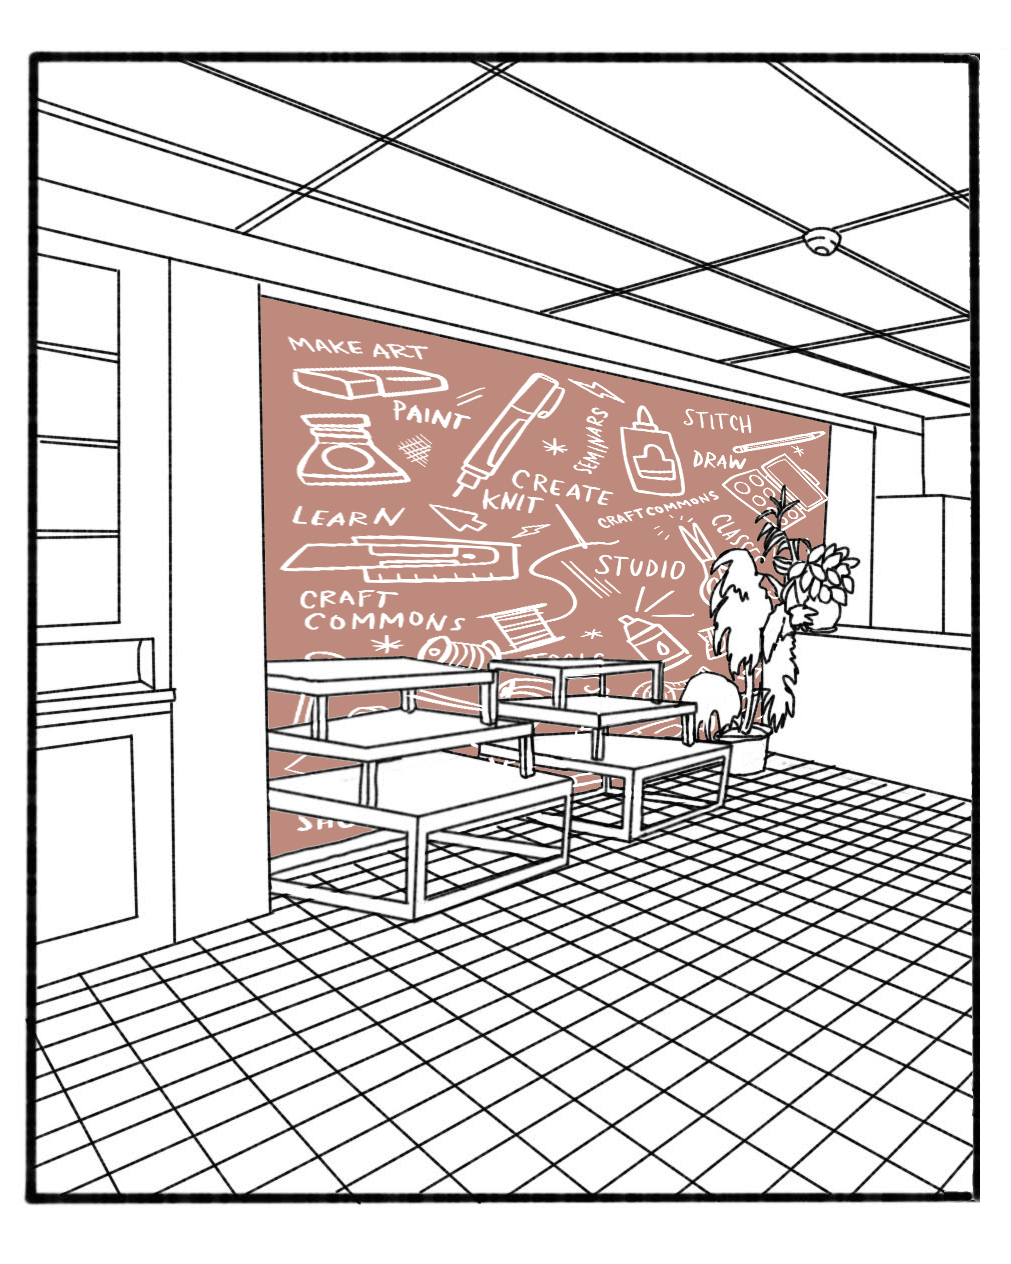 MAKE ART
PAINT
SEMINARS
STITCH
DRAW
CREATE
KNIT
CRAFT COMMONS
LEARN
STUDIO
CRAFT
COMMONS